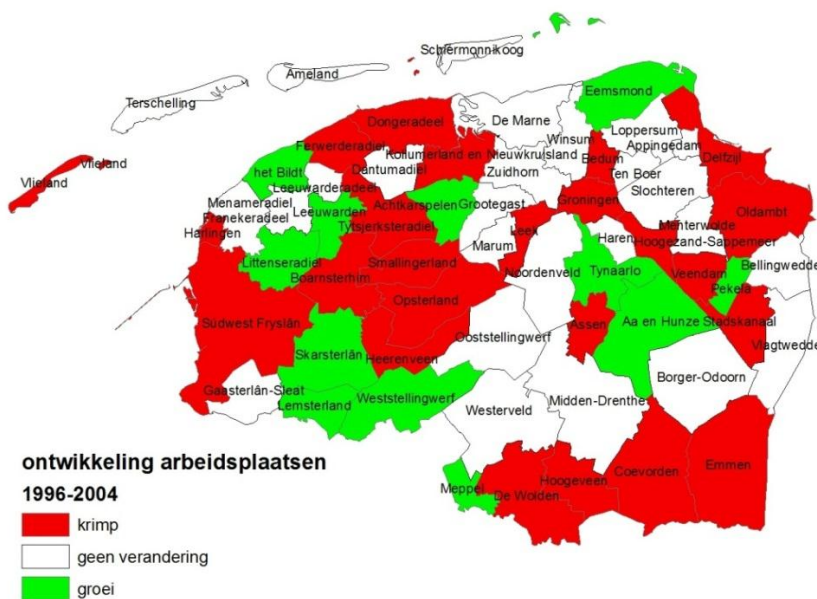 Schiermonnikoog
Ameland
Terschelling
Eemsmond
Dongeradeel
De Marne
Loppersum
Ferwerderadiel
Winsum
Appingedam
Kollumerland en Nieuwkruisland
Delfzijl
het Bildt
Dantumadiel
Bedum
Vlieland
Zuidhorn
Ten Boer
Vlieland
Leeuwarderadeel
Slochteren
Menameradiel
Achtkarspelen
Grootegast
Groningen
Oldambt
Franekeradeel
Leeuwarden
Menterwolde
Harlingen
Tytsjerksteradiel
Leek
Haren
Hoogezand-Sappemeer
Marum
Littenseradiel
Smallingerland
Bellingwedde
Boarnsterhim
Noordenveld
Tynaarlo
Veendam
Pekela
Opsterland
Súdwest Fryslân
Assen
Aa en Hunze
Stadskanaal
Ooststellingwerf
Vlagtwedde
Skarsterlân
Heerenveen
Borger-Odoorn
Gaasterlân-Sleat
Weststellingwerf
Midden-Drenthe
Lemsterland
Westerveld
Emmen
Coevorden
Hoogeveen
Meppel
De Wolden
ontwikkeling arbeidsplaatsen
1996-2004
krimp
geen verandering
groei